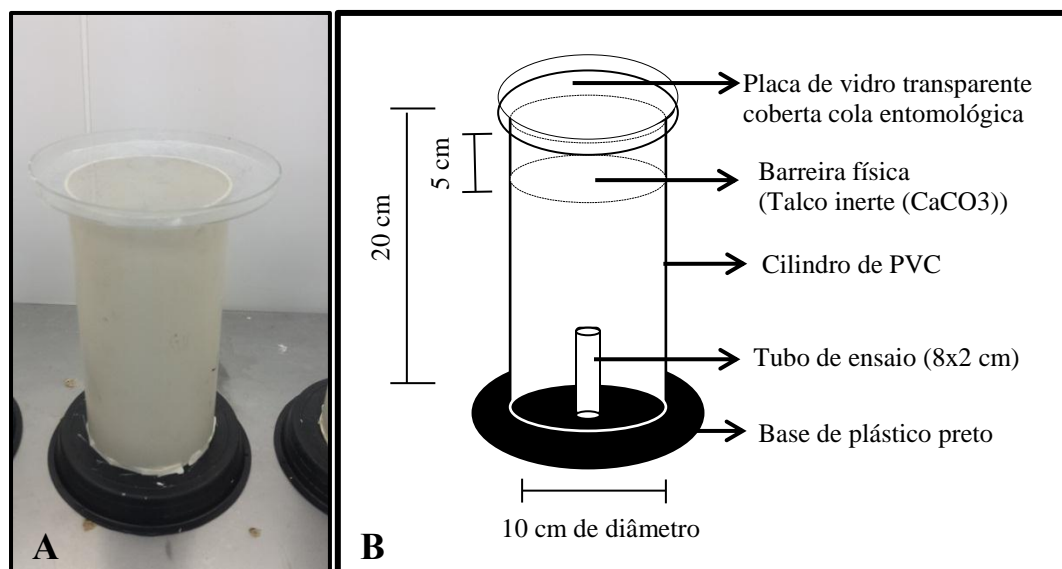 Placa de vidro transparente
coberta cola entomológica
5 cm
Barreira física
(Talco inerte (CaCO3))
20 cm
Cilindro de PVC
Tubo de ensaio (8x2 cm)
Base de plástico preto
10 cm de diâmetro
A
B